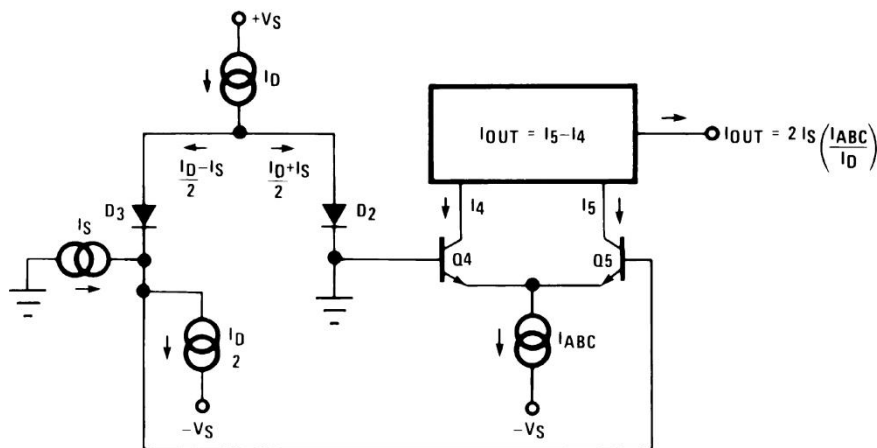 +VS
ID
IOUT = I5–I4
IOUT = 2 IS (IABC/ID)
ID/2 –IS
ID/2 +IS
I4
I5
D3
D2
IS
Q4
Q5
ID/2
IABC
–VS
–VS